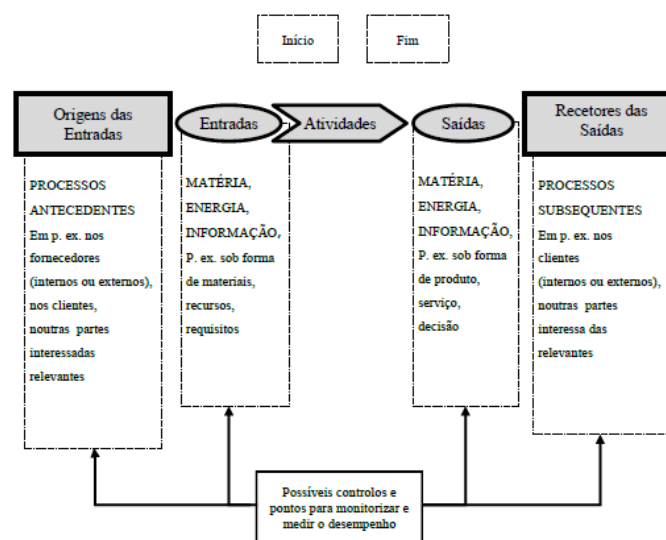 Início
Fim
Origens das
Entradas
Entradas
Atividades
Saídas
Recetores das
Saídas
PROCESSOS
ANTECEDENTES
Em p. ex. nos
fornecedores
(internos ou externos),
nos clientes,
noutras partes
interessadas
relevantes
MATÉRIA,
ENERGIA,
INFORMAÇÃO,
P. ex. sob forma
de materiais,
recursos,
requisitos
MATÉRIA,
ENERGIA,
INFORMAÇÃO,
P. ex. sob forma
de produto,
serviço,
decisão
PROCESSOS
SUBSEQUENTES
Em p. ex. nos
clientes
(internos ou externos),
noutras partes
interessa das
relevantes
Possíveis controlos e
pontos para monitorizar e
medir o desempenho